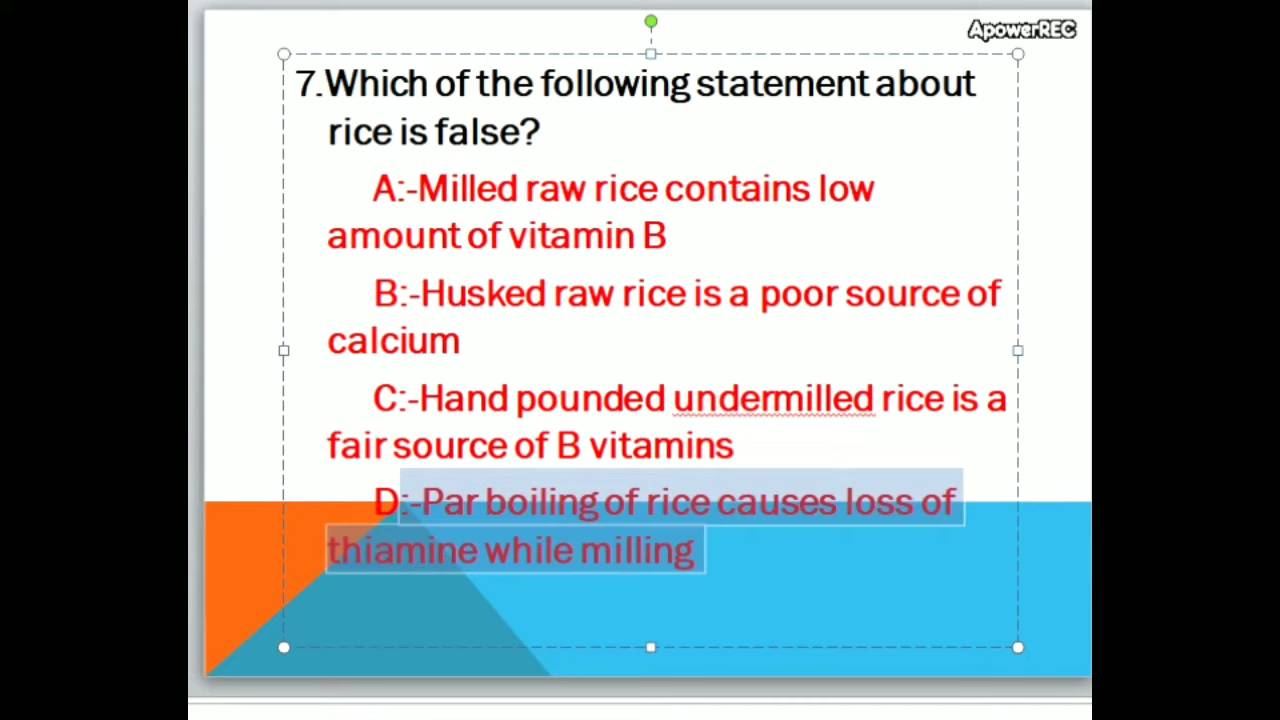 ApowerREC
7.Which of the following statement about
rice is false?
A:-Milled raw rice contains low
amount of vitamin B
B:-Husked raw rice is a poor source of
calcium
C:-Hand pounded undermilled rice is a
fair source of B vitamins
D:-Par boiling of rice causes loss of
thiamine while milling